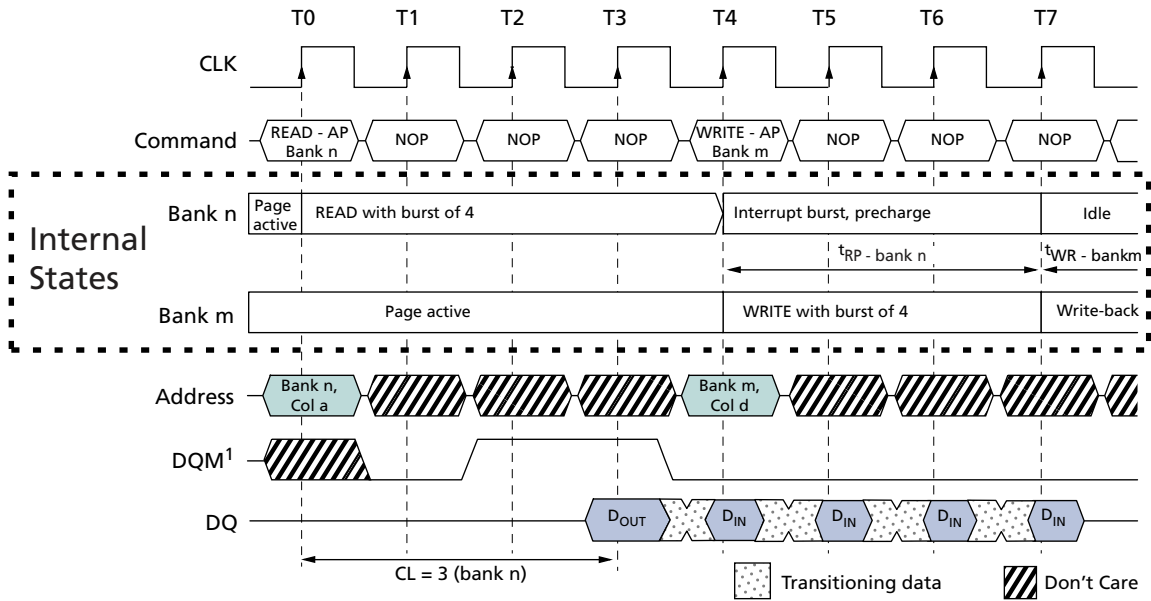 T0 T1 T2 T3 T4 T5 T6 T7
CLK
Command READ - AP NOP NOP NOP WRITE - AP NOP NOP NOP
Bank n Bank m
Internal
States
Bank n Page active READ with burst of 4 Interrupt burst, precharge Idle
tRP - bank n tWR - bankm
Bank m Page active WRITE with burst of 4 Write-back
Address Bank n, Bank m,
Col a Col d
DQM1
DQ DOUT DIN DIN DIN DIN
CL = 3 (bank n)
Transitioning data Don't Care